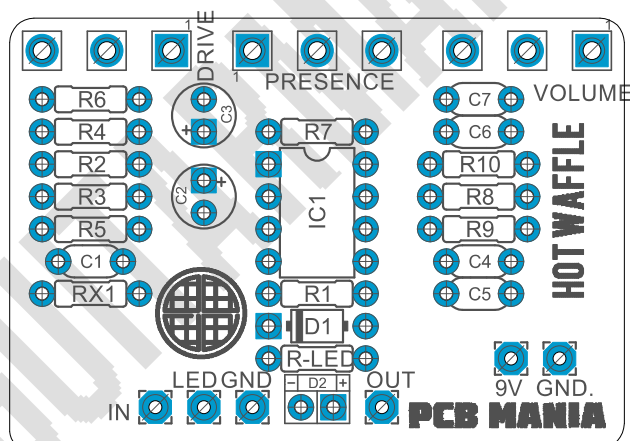 1 DRIVE 1 PRESENCE 1 VOLUME
R6 C3 R7 C7
R4 C6
R2 R10
R3 C2 IC1 R8
R5 R9
C1 C4
RX1 R1 C5
D1
R-LED
HOT WAFFLE
9V GND.
IN LED GND - D2 + OUT
+
+
PCB MANIA